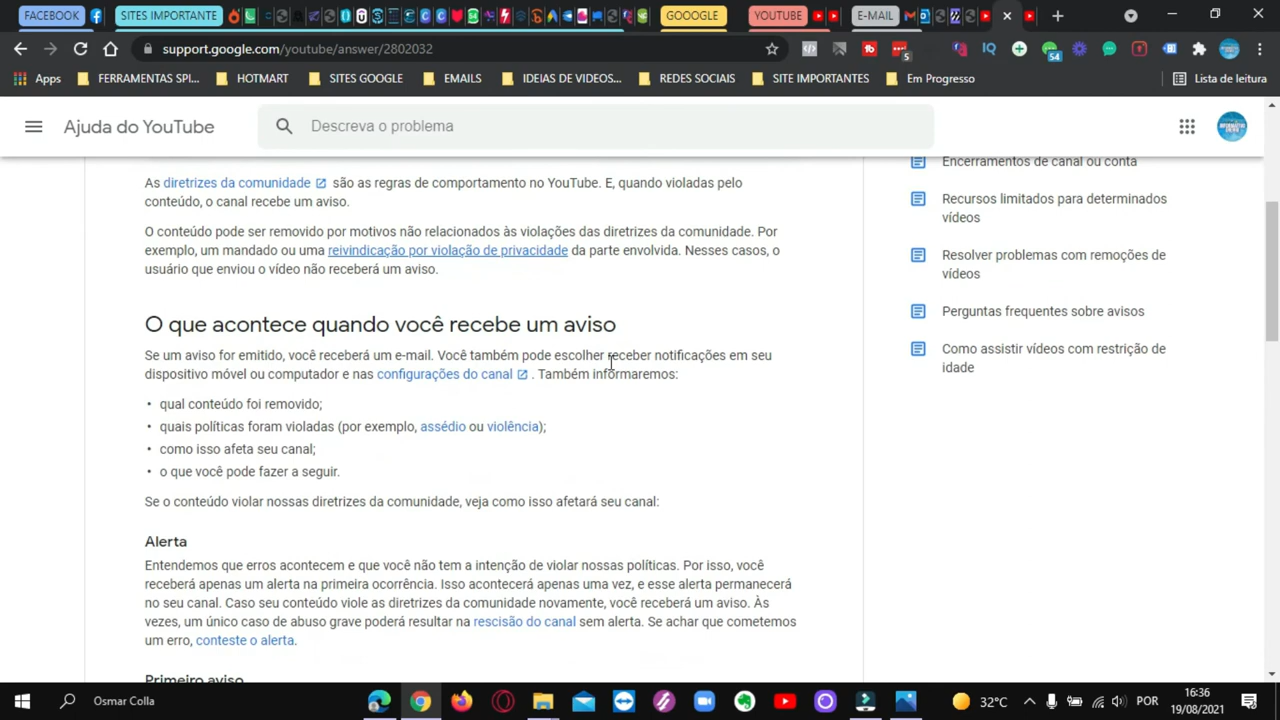 FACEBOOK SITES IMPORTANTE GOOOGLE YOUTUBE E-MAIL
support.google.com/youtube/answer/2802032
5
54
Apps FERRAMENTAS SPI... HOTMART SITES GOOGLE EMAILS IDEIAS DE VIDEOS... REDES SOCIAIS SITE IMPORTANTES Em Progresso Lista de leitura
Ajuda do YouTube Descreva o problema
As diretrizes da comunidade são as regras de comportamento no YouTube. E, quando violadas pelo
conteúdo, o canal recebe um aviso.
O conteúdo pode ser removido por motivos não relacionados às violações das diretrizes da comunidade. Por
exemplo, um mandado ou uma reivindicação por violação de privacidade da parte envolvida. Nesses casos, o
usuário que enviou o vídeo não receberá um aviso.
O que acontece quando você recebe um aviso
Se um aviso for emitido, você receberá um e-mail. Você também pode escolher receber notificações em seu
dispositivo móvel ou computador e nas configurações do canal . Também informaremos:
• qual conteúdo foi removido;
• quais políticas foram violadas (por exemplo, assédio ou violência);
• como isso afeta seu canal;
• o que você pode fazer a seguir.
Se o conteúdo violar nossas diretrizes da comunidade, veja como isso afetará seu canal:
Alerta
Entendemos que erros acontecem e que você não tem a intenção de violar nossas políticas. Por isso, você
receberá apenas um alerta na primeira ocorrência. Isso acontecerá apenas uma vez, e esse alerta permanecerá
no seu canal. Caso seu conteúdo viole as diretrizes da comunidade novamente, você receberá um aviso. Às
vezes, um único caso de abuso grave poderá resultar na rescisão do canal sem alerta. Se achar que cometemos
um erro, conteste o alerta.
Primeiro aviso
Encerramentos de canal ou conta
Recursos limitados para determinados
vídeos
Resolver problemas com remoções de
vídeos
Perguntas frequentes sobre avisos
Como assistir vídeos com restrição de
idade
Osmar Colla 32°C POR 16:36
19/08/2021